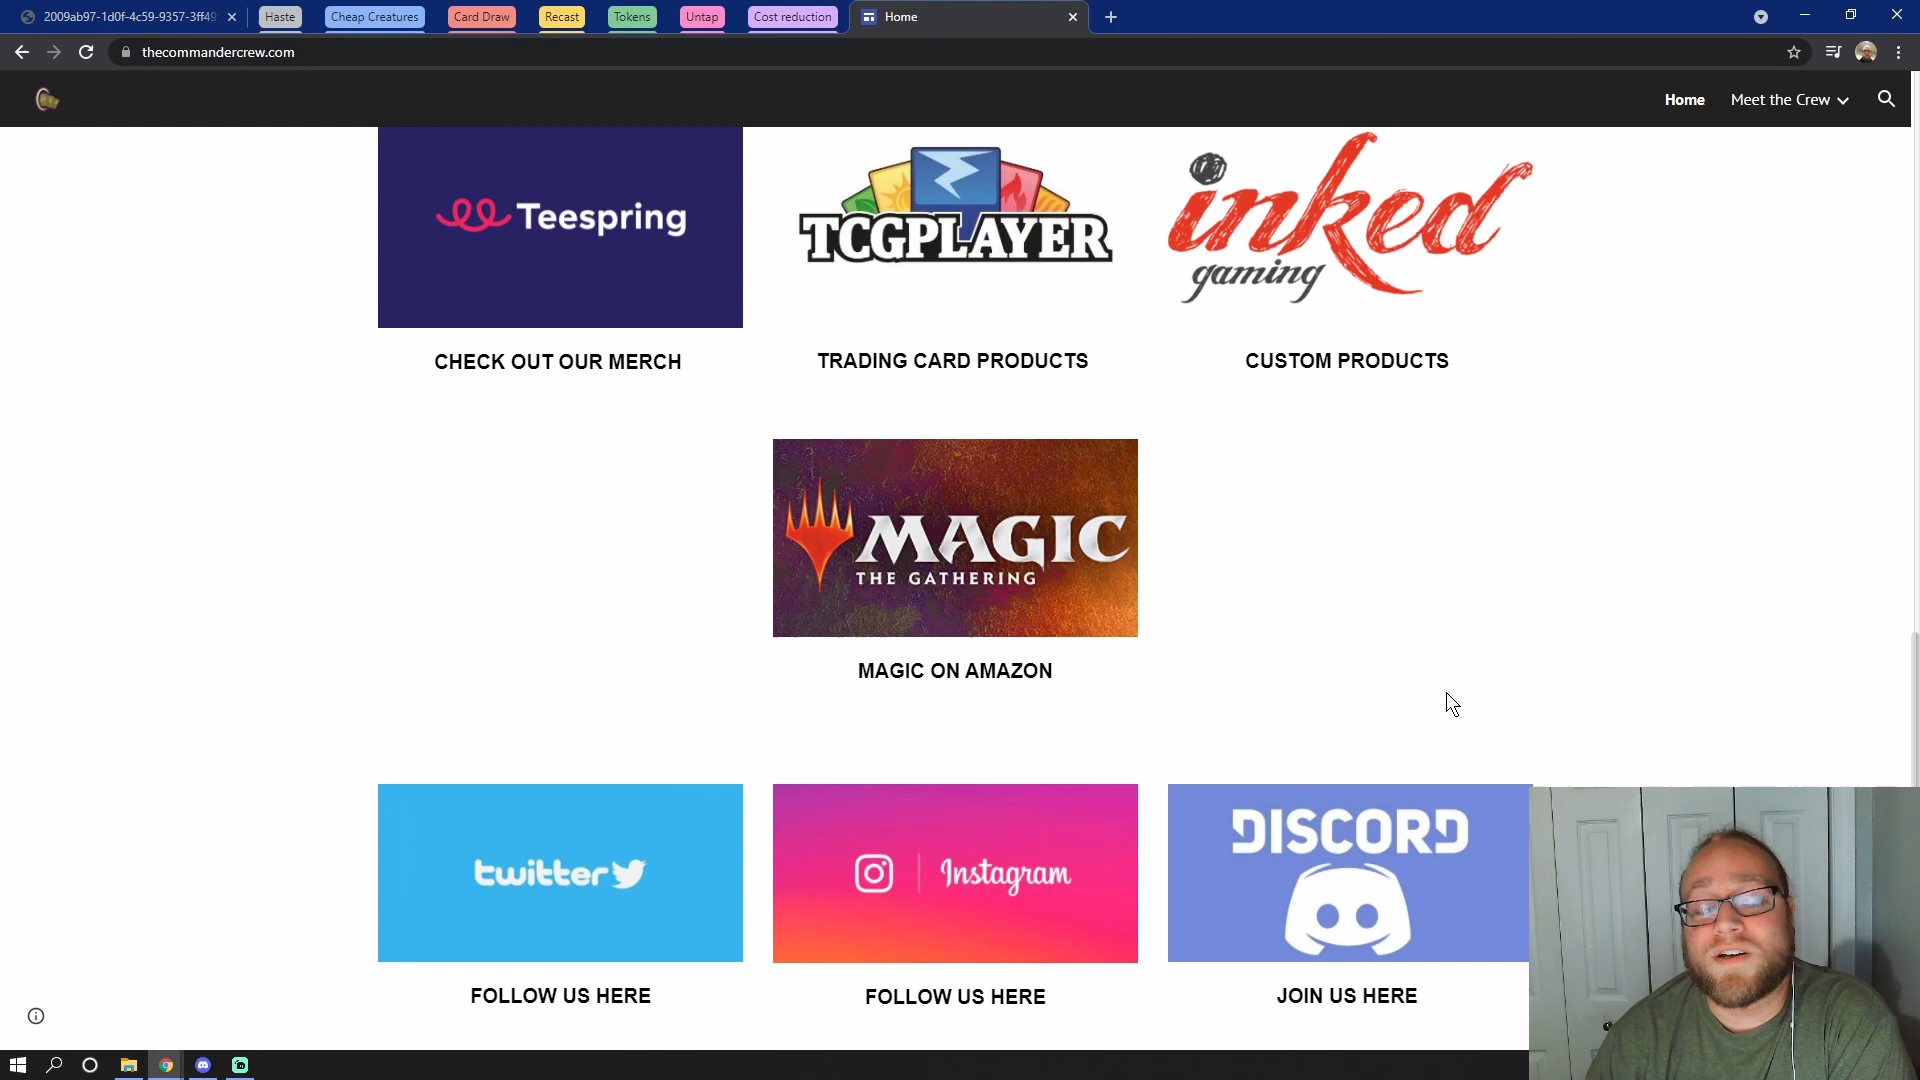 2009ab97-1d0f-4c59-9357-3ff49
Haste
Cheap Creatures
Card Draw
Recast
Tokens
Untap
Cost reduction
Home
thecommandercrew.com
Home
Meet the Crew
Teespring
TCGPLAYER
inked
gaming
CHECK OUT OUR MERCH
TRADING CARD PRODUCTS
CUSTOM PRODUCTS
MAGIC
THE GATHERING
MAGIC ON AMAZON
twitter
Instagram
DISCORD
FOLLOW US HERE
FOLLOW US HERE
JOIN US HERE